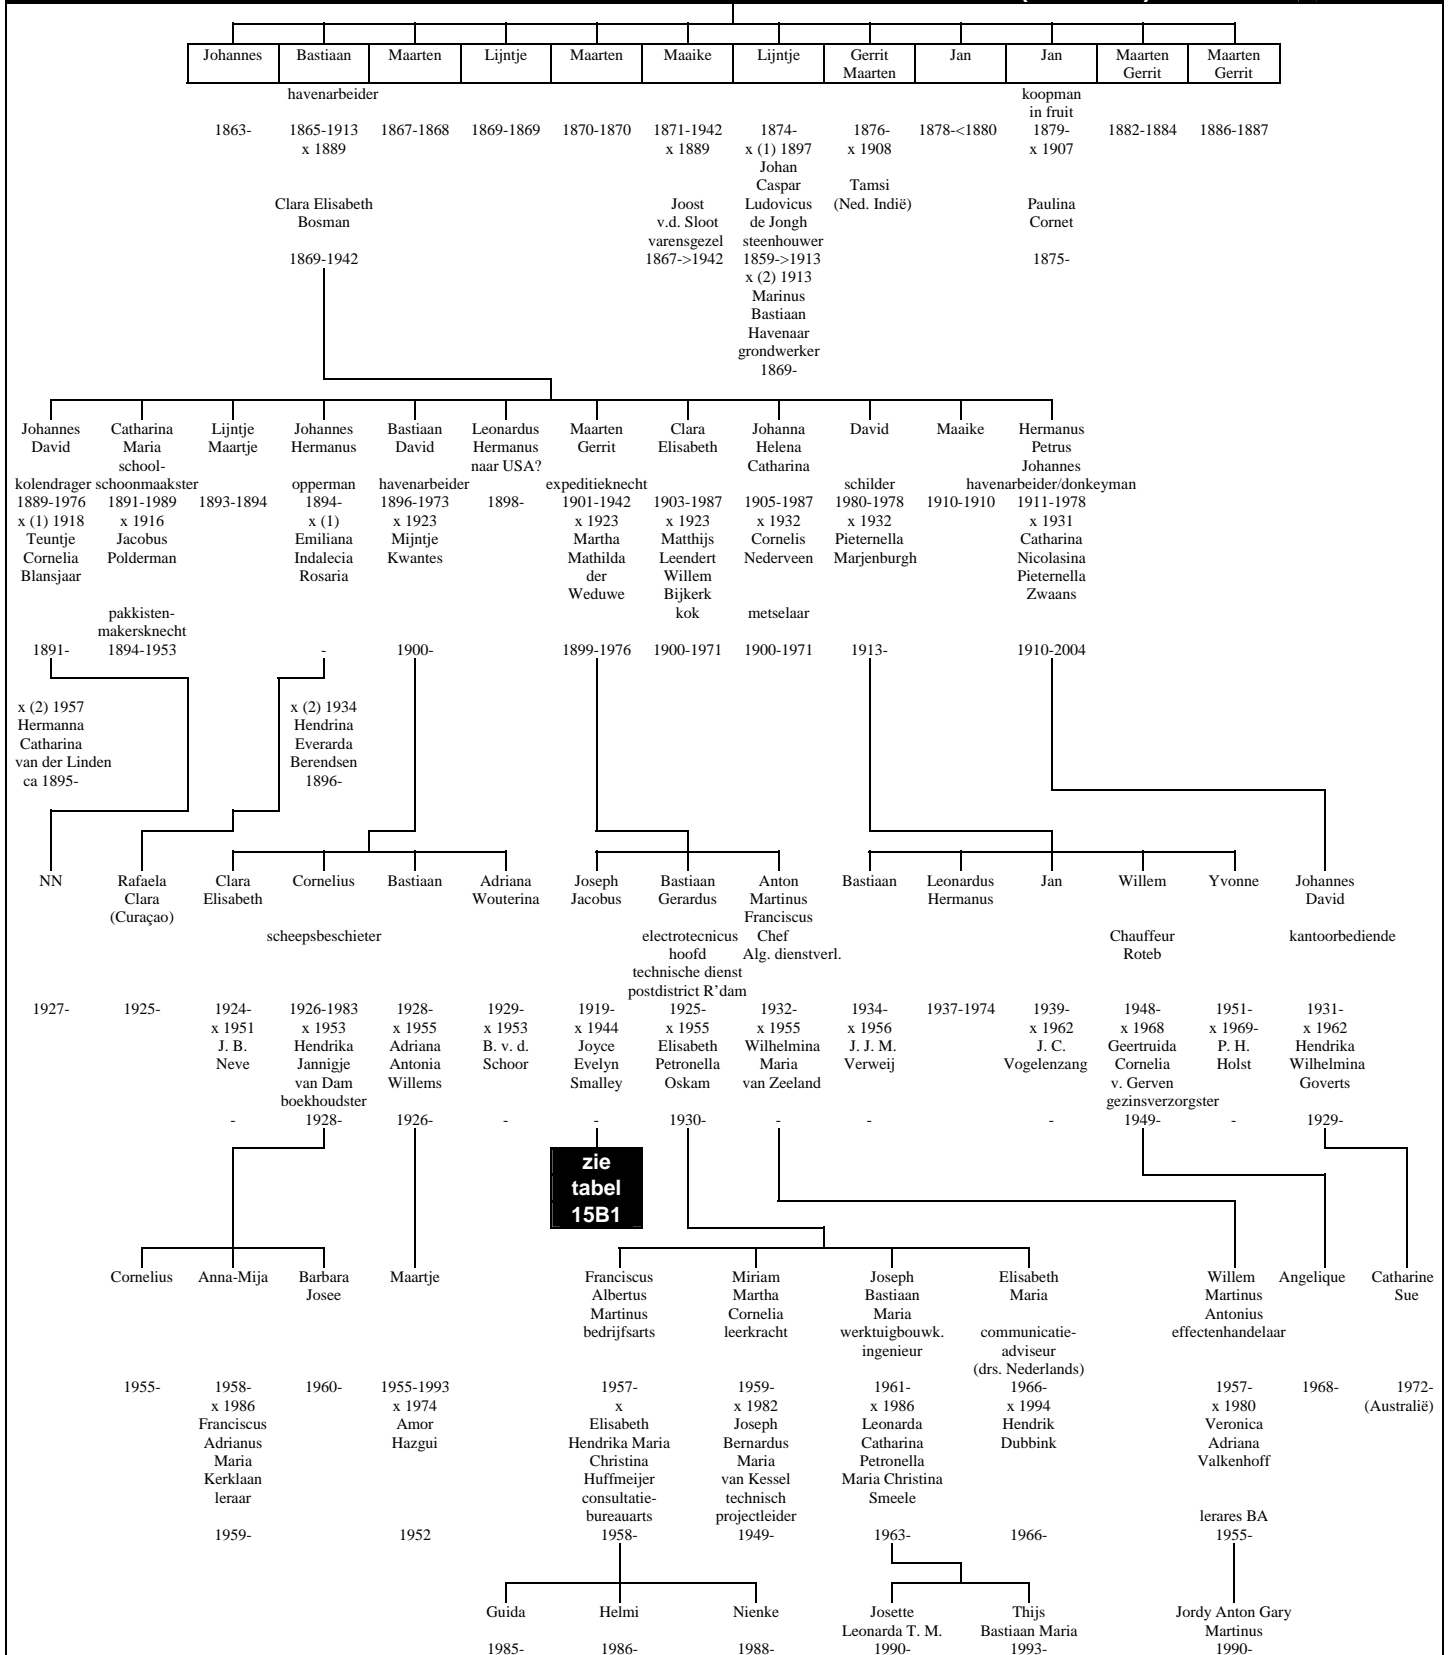 Johannes Bastiaan Maarten Lijntje Maarten Maaike Lijntje Gerrit Jan Jan Maarten Maarten
Maarten Gerrit Gerrit
havenarbeider koopman
in fruit
1863- 1865-1913 1867-1868 1869-1869 1870-1870 1871-1942 1874- 1876- 1878-<1880 1879- 1882-1884 1886-1887
x 1889 x 1889 x (1) 1897 x 1908 x 1907
Johan
Caspar Tamsi
Clara Elisabeth Joost Ludovicus (Ned. Indië) Paulina
Bosman v.d. Sloot de Jongh Cornet
varensgezel steenhouwer
1869-1942 1867->1942 1859->1913 1875-
x (2) 1913
Marinus
Bastiaan
Havenaar
grondwerker
1869-
Johannes Catharina Lijntje Johannes Bastiaan Leonardus Maarten Clara Johanna David Maaike Hermanus
David Maria Maartje Hermanus David Hermanus Gerrit Elisabeth Helena Petrus
school- naar USA? Catharina Johannes
kolendrager schoonmaakster opperman havenarbeider expeditieknecht schilder havenarbeider/donkeyman
1889-1976 1891-1989 1893-1894 1894- 1896-1973 1898- 1901-1942 1903-1987 1905-1987 1980-1978 1910-1910 1911-1978
x (1) 1918 x 1916 x (1) x 1923 x 1923 x 1923 x 1932 x 1932 x 1931
Teuntje Jacobus Emiliana Mijntje Martha Matthijs Cornelis Pieternella Catharina
Cornelia Polderman Indalecia Kwantes Mathilda Leendert Nederveen Marjenburgh Nicolasina
Blansjaar Rosaria der Willem Pieternella
Weduwe Bijkerk Zwaans
pakkisten- kok metselaar
makersknecht
1891- 1894-1953 - 1900- 1899-1976 1900-1971 1900-1971 1913- 1910-2004
x (2) 1957 x (2) 1934
Hermanna Hendrina
Catharina Everarda
van der Linden Berendsen
ca 1895- 1896-
NN Rafaela Clara Cornelius Bastiaan Adriana Joseph Bastiaan Anton Bastiaan Leonardus Jan Willem Yvonne Johannes
Clara Elisabeth Wouterina Jacobus Gerardus Martinus Hermanus David
(Curaçao) Franciscus
scheepsbeschieter electrotecnicus Chef Chauffeur kantoorbediende
hoofd Alg. dienstverl. Roteb
technische dienst
postdistrict R'dam
1927- 1925- 1924- 1926-1983 1928- 1929- 1919- 1925- 1932- 1934- 1937-1974 1939- 1948- 1951- 1931-
x 1951 x 1953 x 1955 x 1953 x 1944 x 1955 x 1955 x 1956 x 1962 x 1968 x 1969- x 1962
J. B. Hendrika Adriana B. v. d. Joyce Elisabeth Wilhelmina J. J. M. J. C. Geertruida P. H. Hendrika
Neve Jannigje Antonia Schoor Evelyn Petronella Maria Verweij Vogelenzang Cornelia Holst Wilhelmina
van Dam Willems Smalley Oskam van Zeeland v. Gerven Goverts
boekhoudster gezinsverzorgster
- 1928- 1926- - - 1930- - - - 1949- - 1929-
zie
tabel
15B1
Cornelius Anna-Mija Barbara Maartje Franciscus Miriam Joseph Elisabeth Willem Angelique Catharine
Josee Albertus Martha Bastiaan Maria Martinus Sue
Martinus Cornelia Maria Antonius
bedrijfsarts leerkracht werktuigbouwk. communicatie- effectenhandelaar
ingenieur adviseur
(drs. Nederlands)
1955- 1958- 1960- 1955-1993 1957- 1959- 1961- 1966- 1957- 1968- 1972-
x 1986 x 1974 x x 1982 x 1986 x 1994 x 1980 (Australië)
Franciscus Amor Elisabeth Joseph Leonarda Hendrik Veronica
Adrianus Hazgui Hendrika Maria Bernardus Catharina Dubbink Adriana
Maria Christina Maria Petronella Valkenhoff
Kerklaan Huffmeijer van Kessel Maria Christina
leraar consultatie- technisch Smeele
bureauarts projectleider lerares BA
1959- 1952 1958- 1949- 1963- 1966- 1955-
Guida Helmi Nienke Josette Thijs Jordy Anton Gary
Leonarda T. M. Bastiaan Maria Martinus
1985- 1986- 1988- 1990- 1993- 1990-